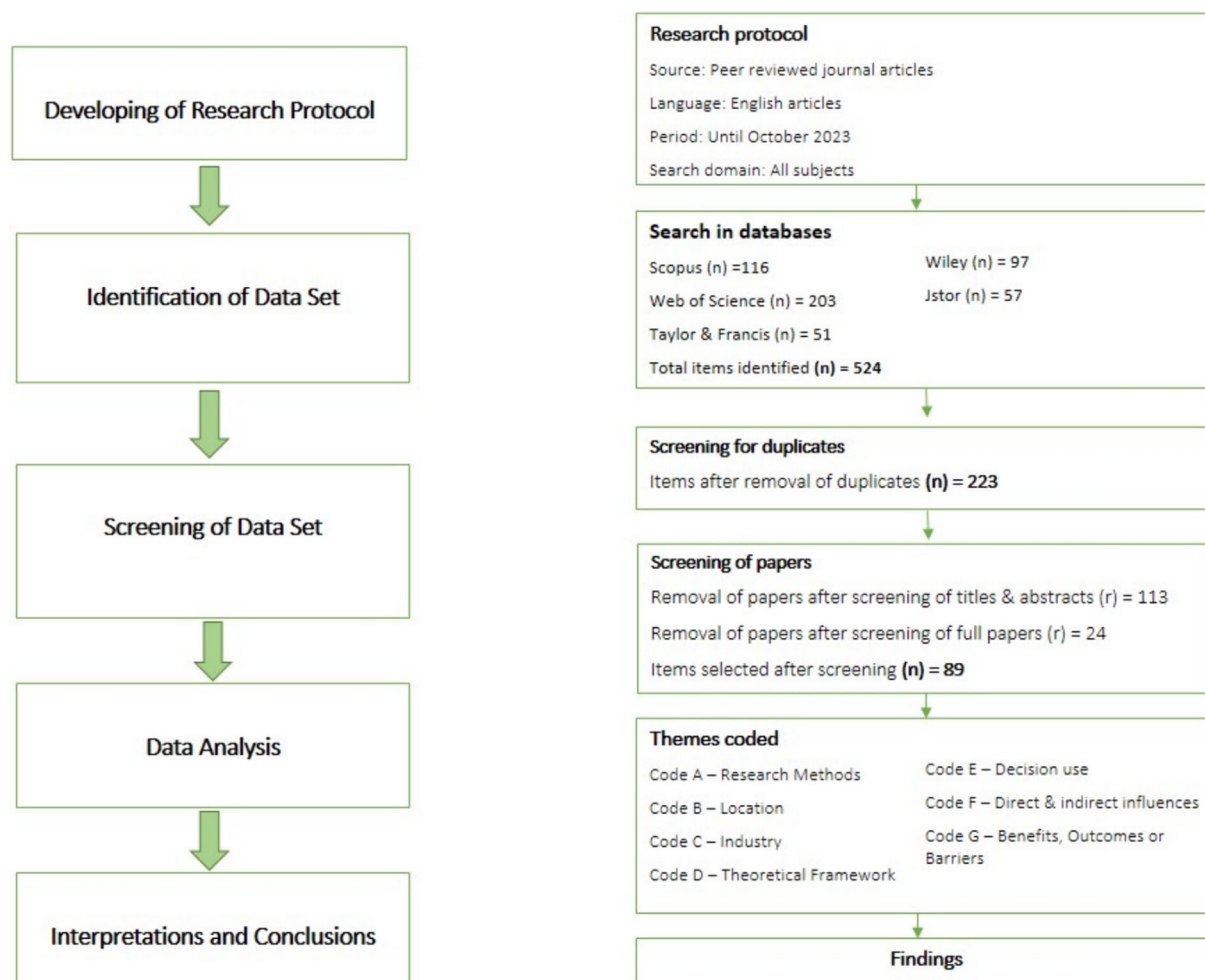 Developing of Research Protocol
Identification of Data Set
Screening of Data Set
Data Analysis
Interpretations and Conclusions
Research protocol
Source: Peer reviewed journal articles
Language: English articles
Period: Until October 2023
Search domain: All subjects
Search in databases
Scopus (n) =116
Web of Science (n) = 203
Taylor & Francis (n) = 51
Wiley (n) = 97
Jstor (n) = 57
Total items identified (n) = 524
Screening for duplicates
Items after removal of duplicates (n) = 223
Screening of papers
Removal of papers after screening of titles & abstracts (r) = 113
Removal of papers after screening of full papers (r) = 24
Items selected after screening (n) = 89
Themes coded
Code A – Research Methods
Code B – Location
Code C – Industry
Code D – Theoretical Framework
Code E – Decision use
Code F – Direct & indirect influences
Code G – Benefits, Outcomes or
Barriers
Findings